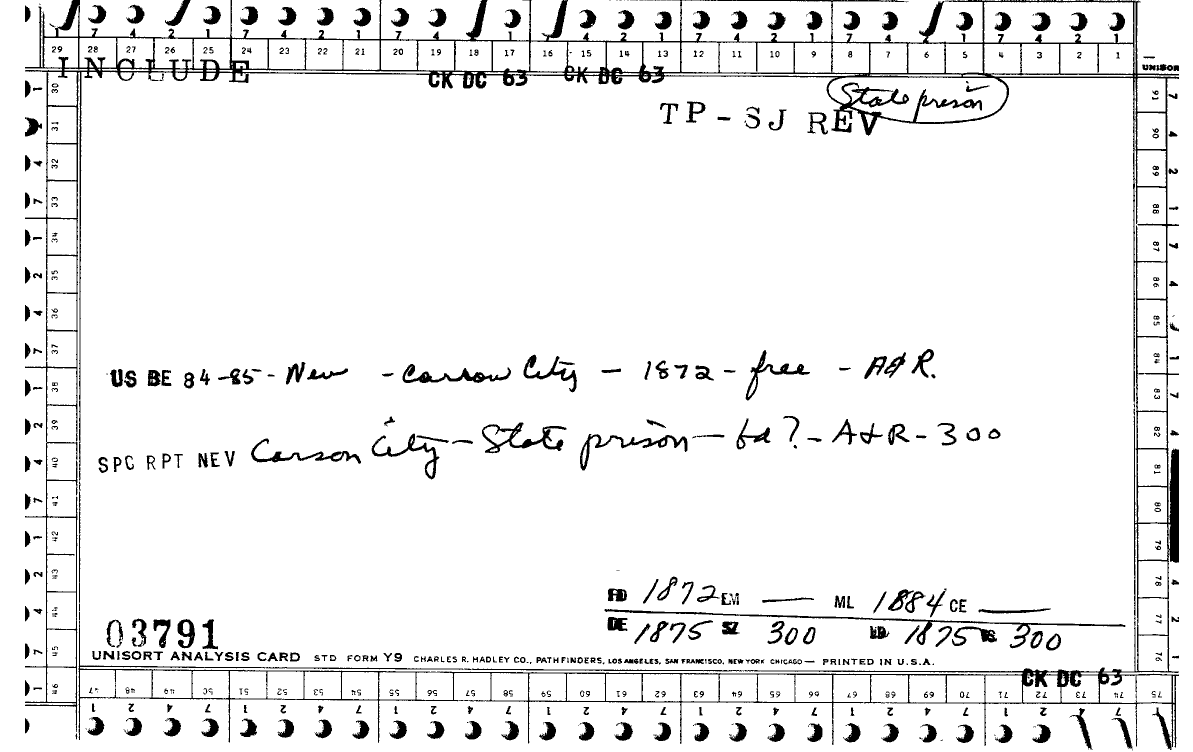 1 7 4 2 1 7 4 2 1 7 4 2 1 7 4 2 1 7 4 2 1 7 4 2 1 7 4 2 1
29 28 27 26 25 24 23 22 21 20 19 18 17 16 15 14 13 12 11 10 9 8 7 6 5 4 3 2 1
UNISOR
INCLUDE
CK DC 63 CK DC 63
State prison
TP-SJ REV
US BE 84-85 - Nev - Carson City - 1872 - free - A&R.
SPC RPT NEV Carson City - State prison - fd? - A&R - 300
FD 1872 EM — ML 1884 CE —
DE 1875 SZ 300 LD 1875 VS 300
03791
UNISORT ANALYSIS CARD STD FORM Y9 CHARLES R. HADLEY CO., PATHFINDERS, LOS ANGELES, SAN FRANCISCO, NEW YORK CHICAGO — PRINTED IN U.S.A.
CK DC 63
30 31 32 33 34 35 36 37 38 39 40 41 42 43 44 45 46
91 90 89 88 87 86 85 84 83 82 81 80 79 78 77 76
47 48 49 50 51 52 53 54 55 56 57 58 59 60 61 62 63 64 65 66 67 68 69 70 71 72 73 74 75